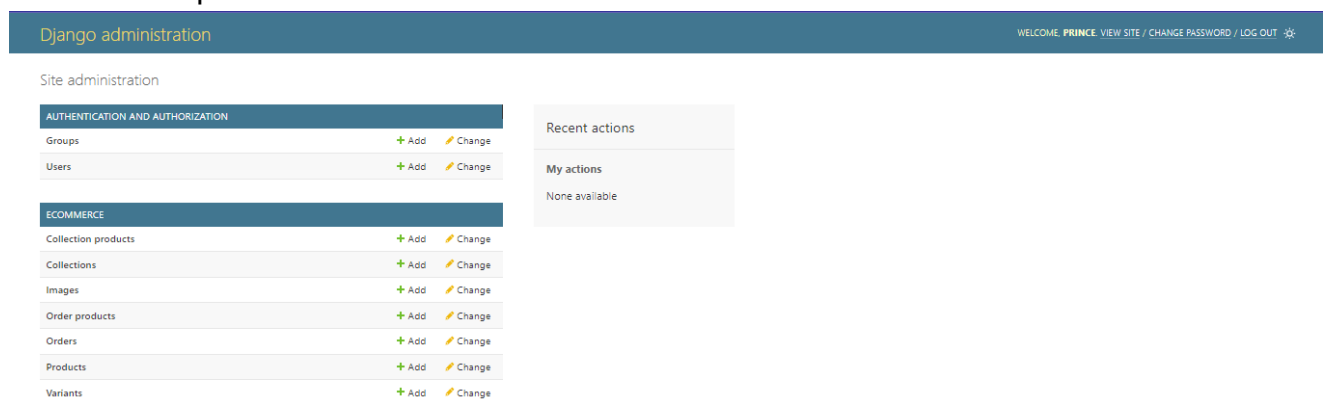 Django administration
WELCOME, PRINCE. VIEW SITE / CHANGE PASSWORD / LOG OUT
Site administration
AUTHENTICATION AND AUTHORIZATION
Groups + Add Change
Users + Add Change
ECOMMERCE
Collection products + Add Change
Collections + Add Change
Images + Add Change
Order products + Add Change
Orders + Add Change
Products + Add Change
Variants + Add Change
Recent actions
My actions
None available